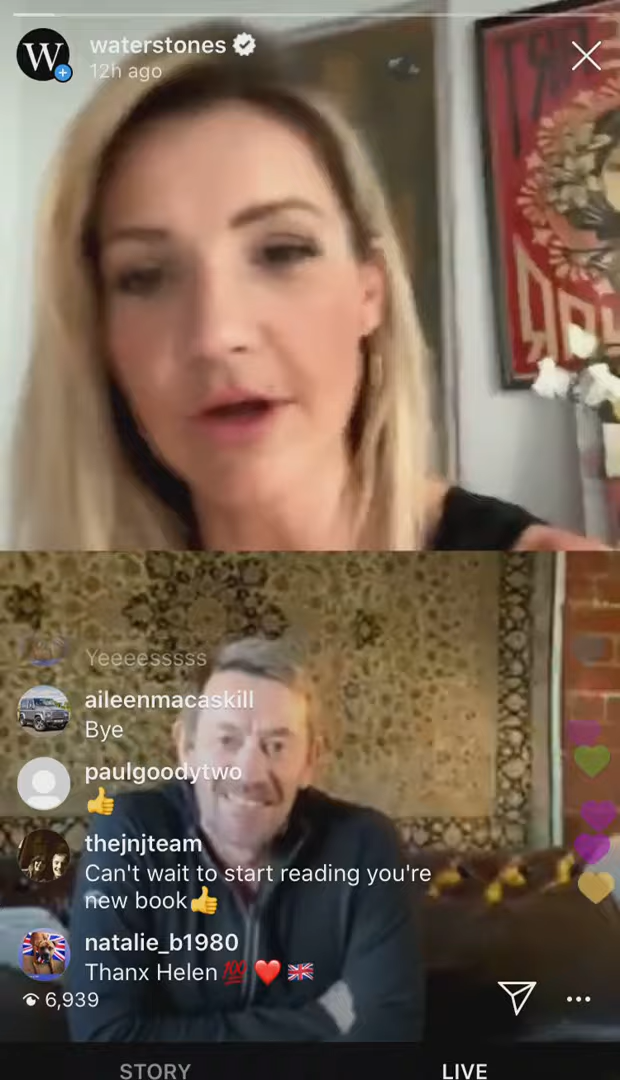 W
waterstones
12h ago
Yeeeesssss
aileenmacaskill
Bye
paulgoodytwo
👍
thejnjteam
Can't wait to start reading you're
new book👍
natalie_b1980
Thanx Helen 💯 ❤️ 🇬🇧
6,939
STORY
LIVE